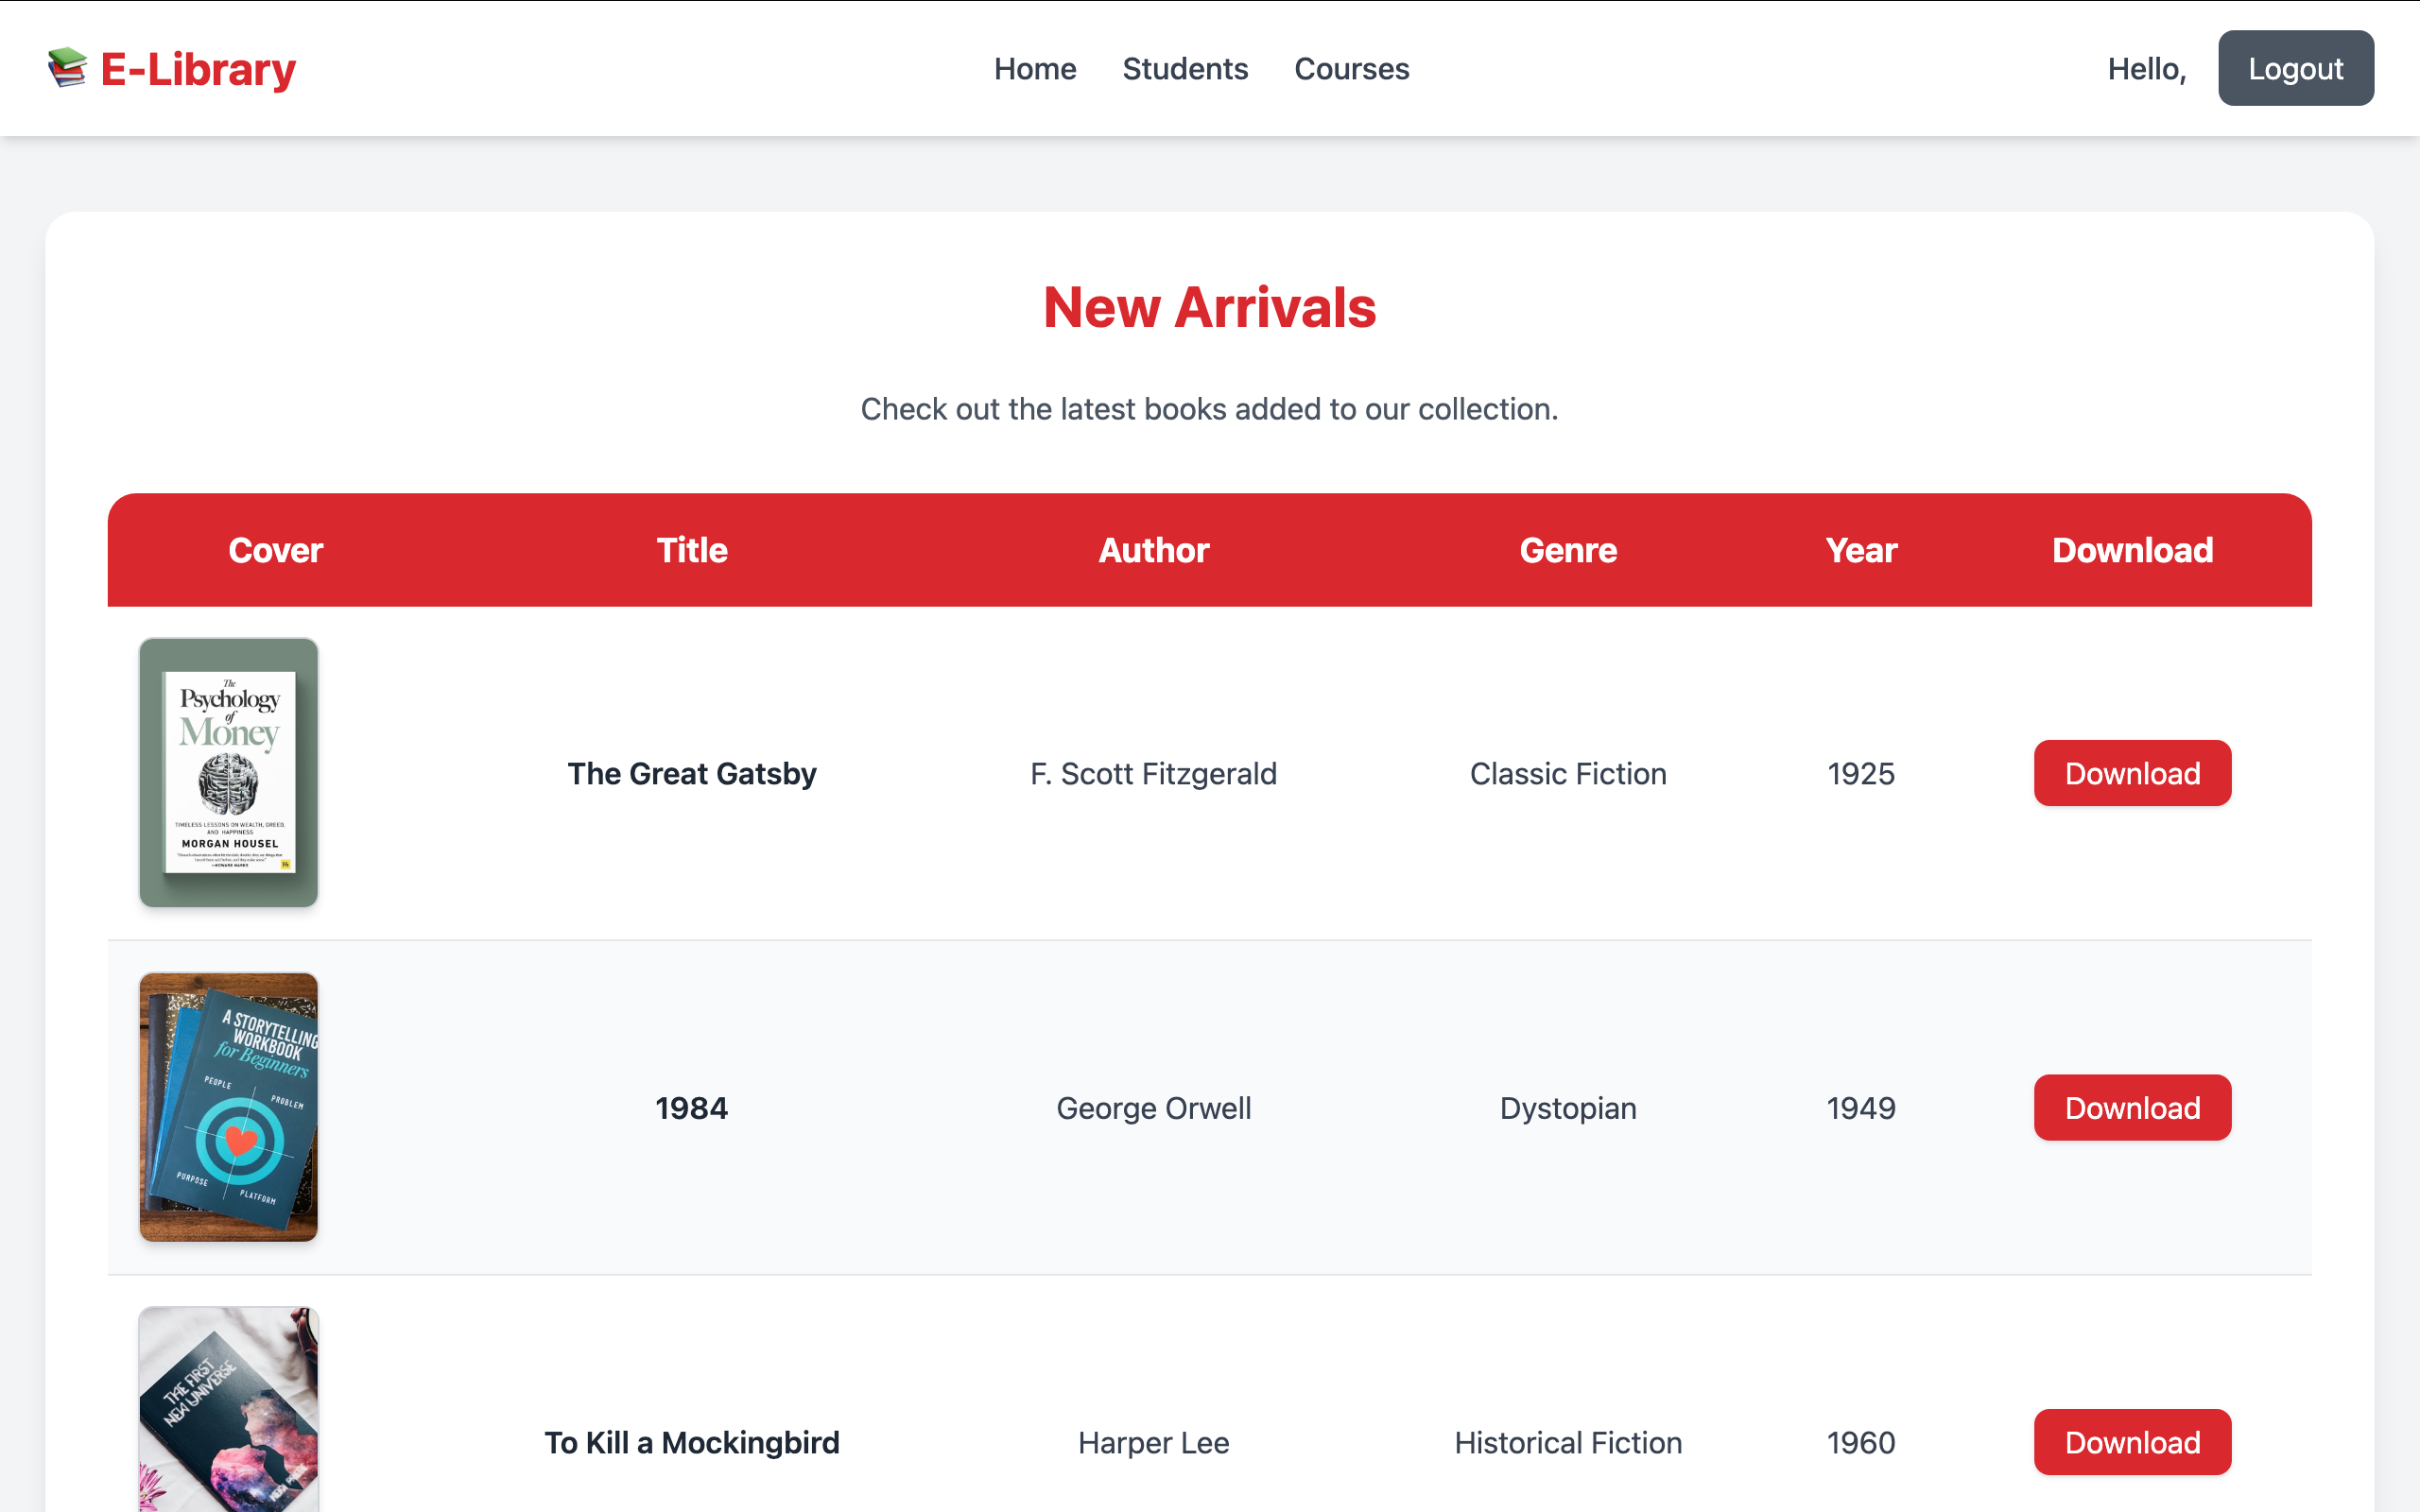 E-Library
Home Students Courses
Hello, Logout
New Arrivals
Check out the latest books added to our collection.
Cover Title Author Genre Year Download
The
Psychology
of
Money
TIMELESS LESSONS ON WEALTH, GREED,
AND HAPPINESS
MORGAN HOUSEL
The Great Gatsby F. Scott Fitzgerald Classic Fiction 1925 Download
A STORYTELLING
WORKBOOK
for Beginners
PEOPLE
PROBLEM
PURPOSE
PLATFORM
1984 George Orwell Dystopian 1949 Download
THE FIRST
NEW UNIVERSE
To Kill a Mockingbird Harper Lee Historical Fiction 1960 Download